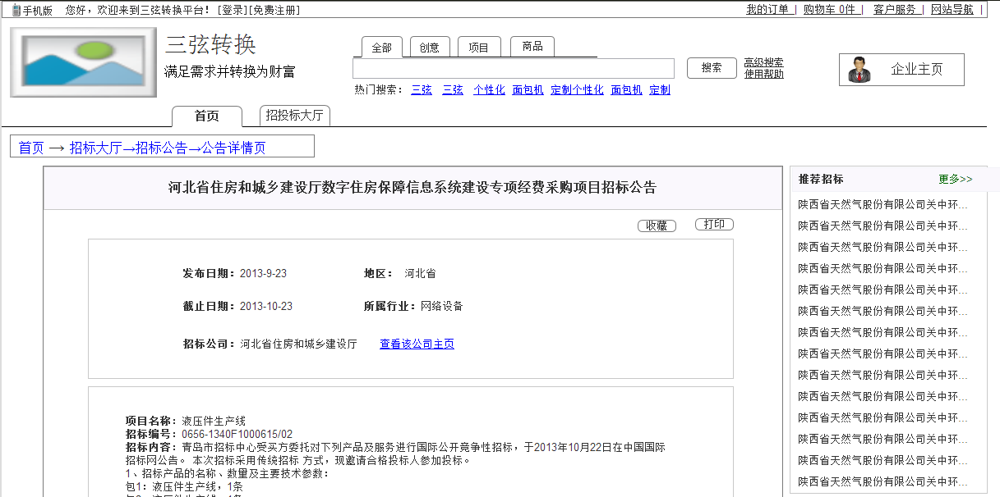 手机版 您好，欢迎来到三弦转换平台！[登录][免费注册]
我的订单 | 购物车 0件 | 客户服务 | 网站导航 |
三弦转换
满足需求并转换为财富
全部 创意 项目 商品
搜索
高级搜索
使用帮助
企业主页
热门搜索： 三弦 三弦 个性化 面包机 定制个性化 面包机 定制
首页 招投标大厅
首页 → 招标大厅→招标公告→公告详情页
河北省住房和城乡建设厅数字住房保障信息系统建设专项经费采购项目招标公告
收藏 打印
发布日期：2013-9-23 地区： 河北省
截止日期：2013-10-23 所属行业：网络设备
招标公司：河北省住房和城乡建设厅 查看该公司主页
项目名称：液压件生产线
招标编号：0656-1340F1000615/02
招标内容：青岛市招标中心受买方委托对下列产品及服务进行国际公开竞争性招标，于2013年10月22日在中国国际
招标网公告。本次招标采用传统招标 方式，现邀请合格投标人参加投标。
1、招标产品的名称、数量及主要技术参数：
包1：液压件生产线，1条
推荐招标 更多>>
陕西省天然气股份有限公司关中环...
陕西省天然气股份有限公司关中环...
陕西省天然气股份有限公司关中环...
陕西省天然气股份有限公司关中环...
陕西省天然气股份有限公司关中环...
陕西省天然气股份有限公司关中环...
陕西省天然气股份有限公司关中环...
陕西省天然气股份有限公司关中环...
陕西省天然气股份有限公司关中环...
陕西省天然气股份有限公司关中环...
陕西省天然气股份有限公司关中环...
陕西省天然气股份有限公司关中环...
陕西省天然气股份有限公司关中环...
陕西省天然气股份有限公司关中环...